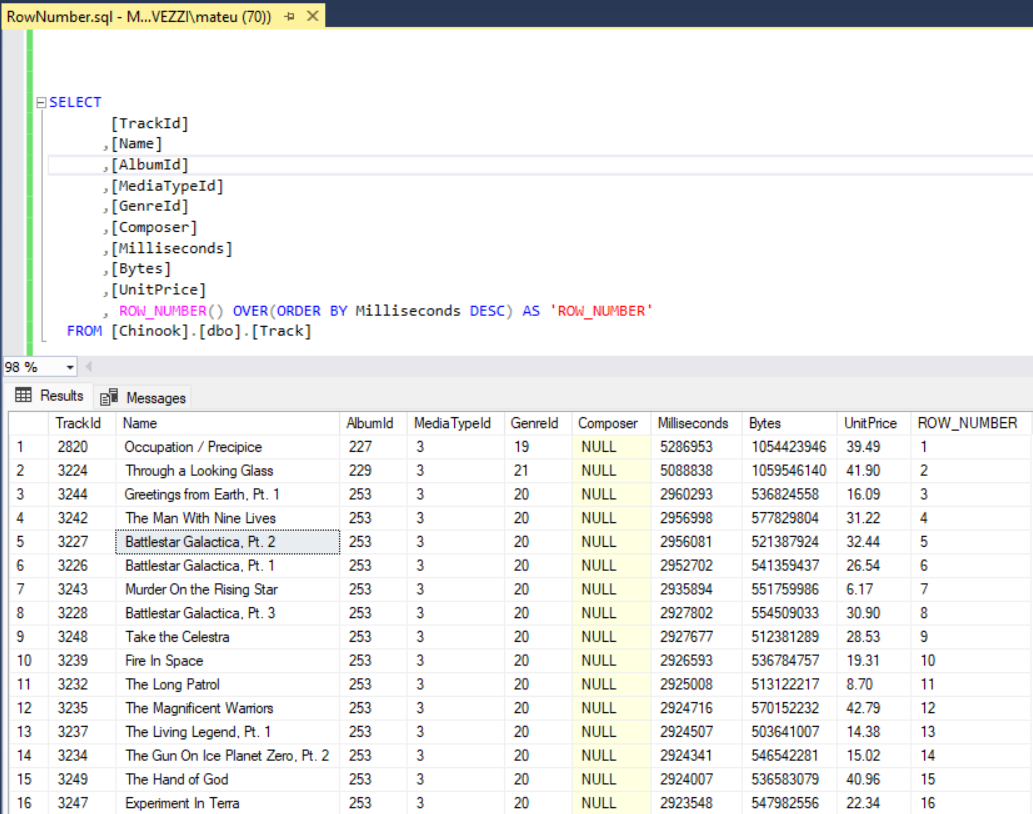 RowNumber.sql - M...VEZZI\mateu (70))
SELECT
[TrackId]
,[Name]
,[AlbumId]
,[MediaTypeId]
,[GenreId]
,[Composer]
,[Milliseconds]
,[Bytes]
,[UnitPrice]
, ROW_NUMBER() OVER(ORDER BY Milliseconds DESC) AS 'ROW_NUMBER'
FROM [Chinook].[dbo].[Track]
98 %
Results Messages
TrackId Name AlbumId MediaTypeId GenreId Composer Milliseconds Bytes UnitPrice ROW_NUMBER
1 2820 Occupation / Precipice 227 3 19 NULL 5286953 1054423946 39.49 1
2 3224 Through a Looking Glass 229 3 21 NULL 5088838 1059546140 41.90 2
3 3244 Greetings from Earth, Pt. 1 253 3 20 NULL 2960293 536824558 16.09 3
4 3242 The Man With Nine Lives 253 3 20 NULL 2956998 577829804 31.22 4
5 3227 Battlestar Galactica, Pt. 2 253 3 20 NULL 2956081 521387924 32.44 5
6 3226 Battlestar Galactica, Pt. 1 253 3 20 NULL 2952702 541359437 26.54 6
7 3243 Murder On the Rising Star 253 3 20 NULL 2935894 551759986 6.17 7
8 3228 Battlestar Galactica, Pt. 3 253 3 20 NULL 2927802 554509033 30.90 8
9 3248 Take the Celestra 253 3 20 NULL 2927677 512381289 28.53 9
10 3239 Fire In Space 253 3 20 NULL 2926593 536784757 19.31 10
11 3232 The Long Patrol 253 3 20 NULL 2925008 513122217 8.70 11
12 3235 The Magnificent Warriors 253 3 20 NULL 2924716 570152232 42.79 12
13 3237 The Living Legend, Pt. 1 253 3 20 NULL 2924507 503641007 14.38 13
14 3234 The Gun On Ice Planet Zero, Pt. 2 253 3 20 NULL 2924341 546542281 15.02 14
15 3249 The Hand of God 253 3 20 NULL 2924007 536583079 40.96 15
16 3247 Experiment In Terra 253 3 20 NULL 2923548 547982556 22.34 16